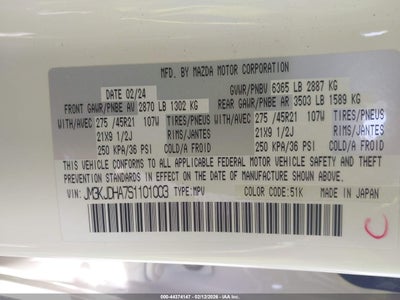 MFD. BY MAZDA MOTOR CORPORATION
DATE 02/24 GVWR/PNBV 6365 LB 2887 KG
FRONT GAWR/PNBE AV 2870 LB 1302 KG REAR GAWR/PNBE AR 3503 LB 1589 KG
WITH/AVEC 275 /45R21 107W TIRES/PNEUS WITH/AVEC 275 /45R21 107W TIRES/PNEUS
21X9 1/2J RIMS/JANTES 21X9 1/2J RIMS/JANTES
250 KPA/36 PSI COLD/A FROID 250 KPA/36 PSI COLD/A FROID
THIS VEHICLE CONFORMS TO ALL APPLICABLE FEDERAL MOTOR VEHICLE SAFETY, BUMPER, AND
THEFT PREVENTION STANDARDS IN EFFECT ON THE DATE OF MANUFACTURE SHOWN ABOVE.
VIN: JM3KJDHA7S1101003 TYPE: MPV COLOR CODE: 51K MADE IN JAPAN
C
000-44374147 - 02/12/2026 - IAA Inc.